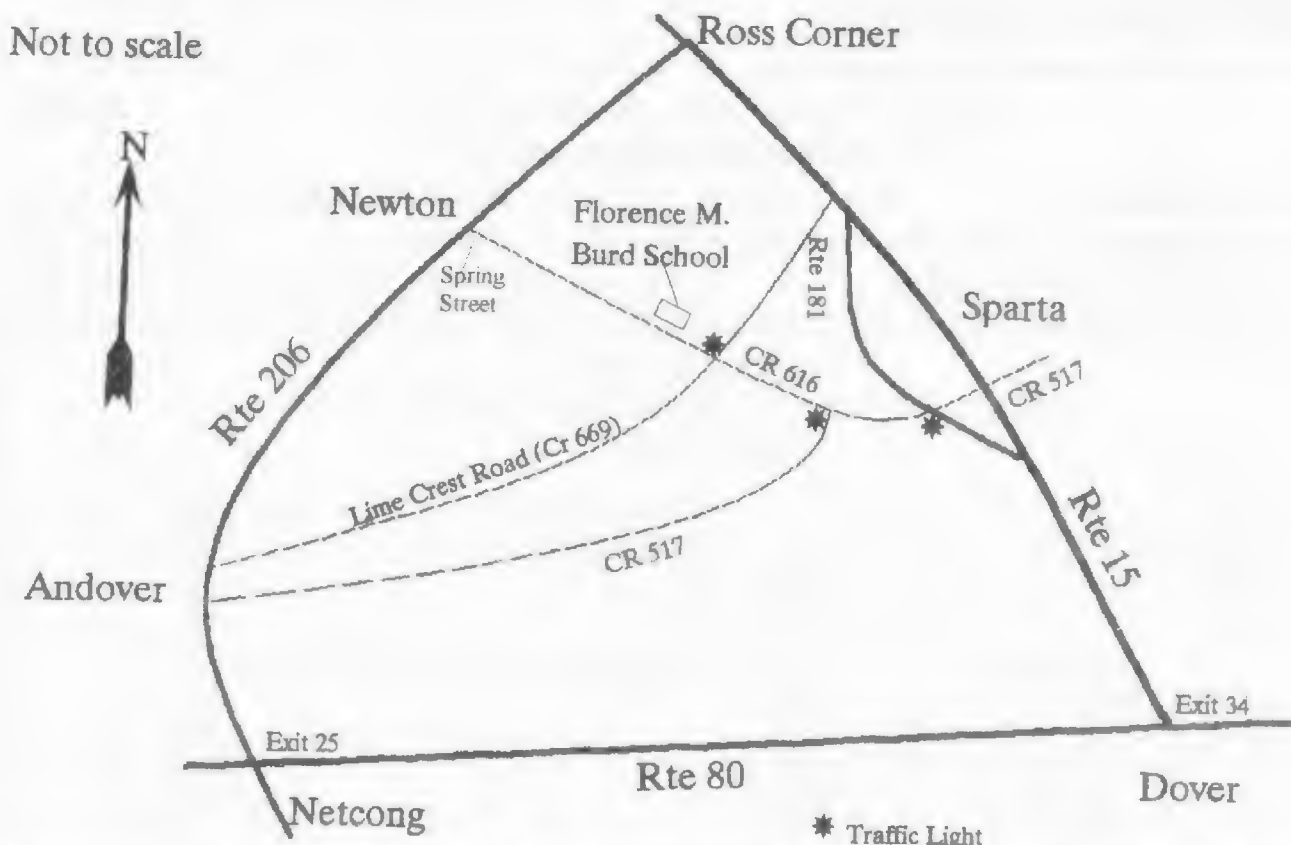 Not to scale
Ross Corner
N
Newton
Florence M.
Burd School
Spring
Street
Rte 181
Sparta
Rte 206
CR 616
CR 517
Lime Crest Road (Cr 669)
CR 517
Rte 15
Andover
Exit 25
Exit 34
Rte 80
Dover
Netcong
Traffic Light